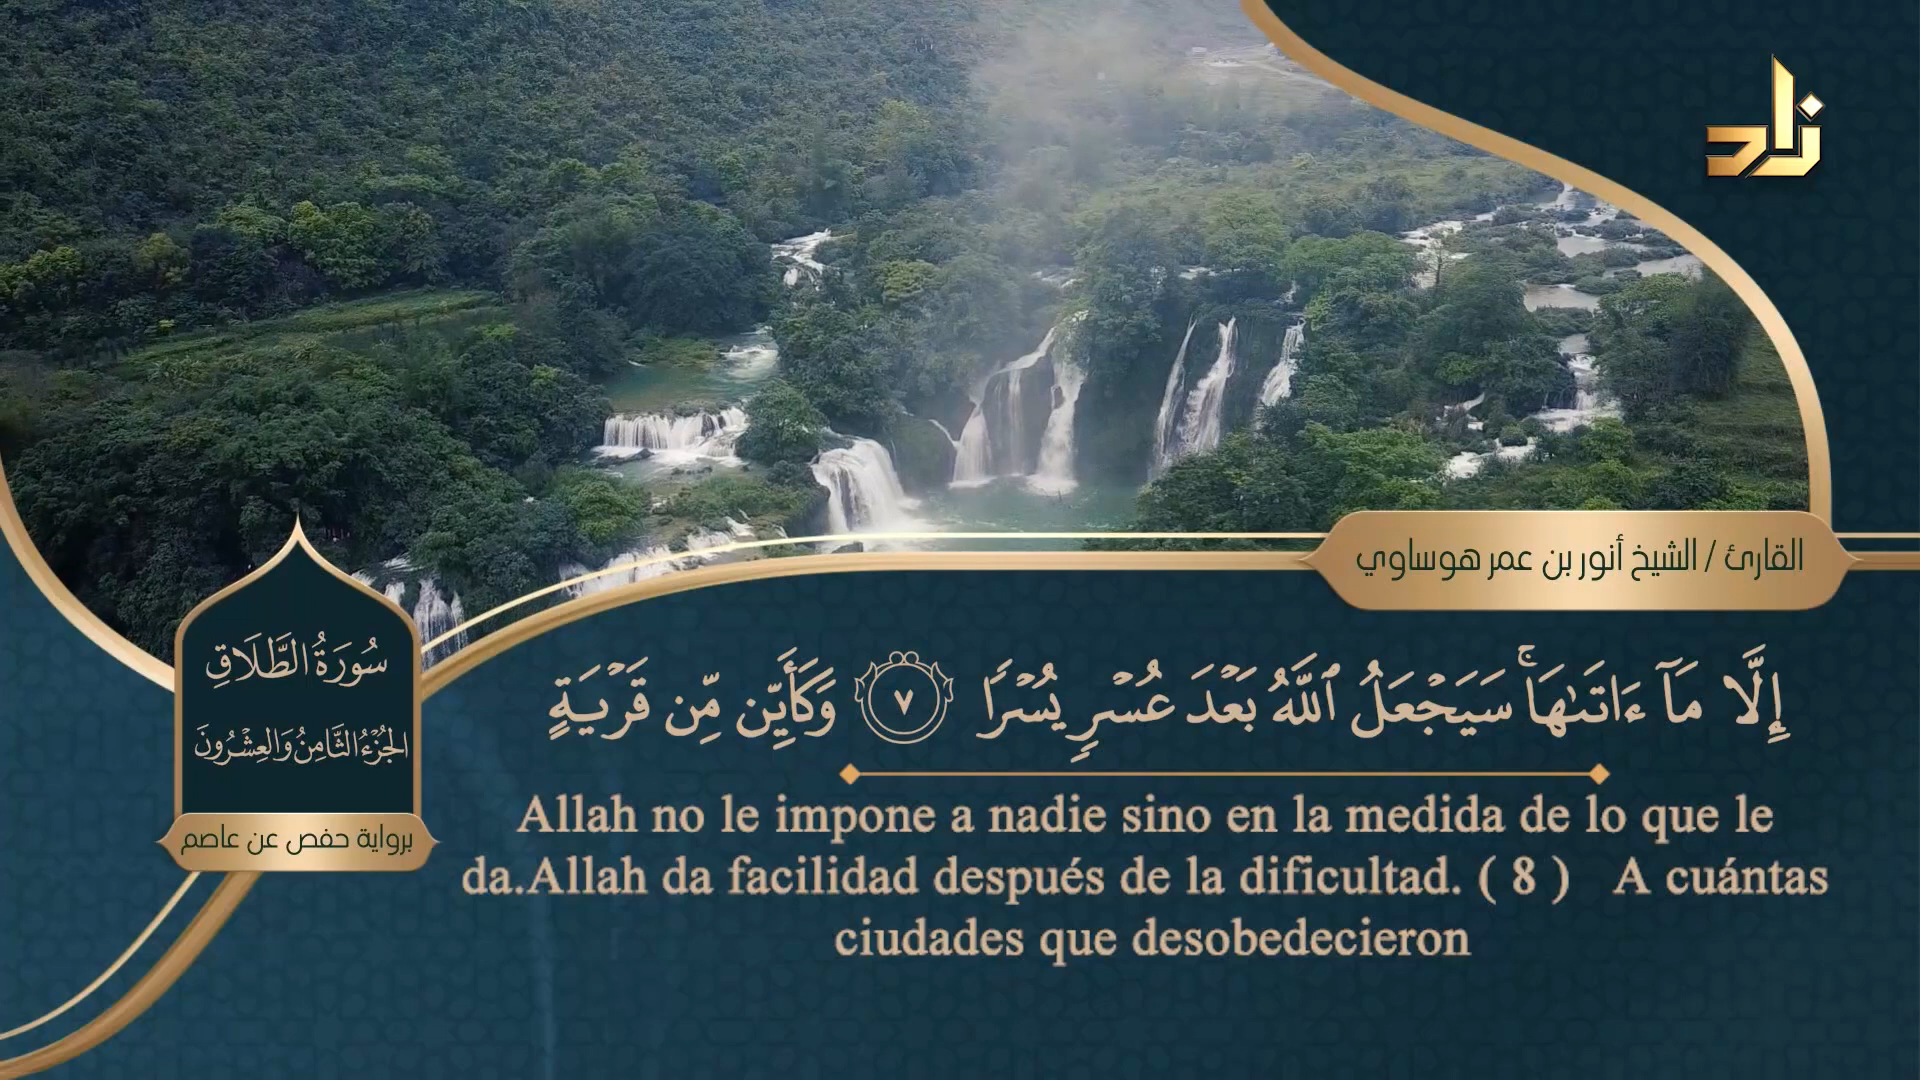 زاد
القارئ / الشيخ أنور بن عمر هوساوي
سُورَةُ الطَّلَاقِ
الجُزْءُ الثَّامِنُ وَالعِشْرُونَ
برواية حفص عن عاصم
إِلَّا مَآ ءَاتَىٰهَاۚ سَيَجْعَلُ ٱللَّهُ بَعْدَ عُسْرٍ يُسْرًا ٧ وَكَأَيِّن مِّن قَرْيَةٍ
Allah no le impone a nadie sino en la medida de lo que le
da.Allah da facilidad después de la dificultad. ( 8 ) A cuántas
ciudades que desobedecieron